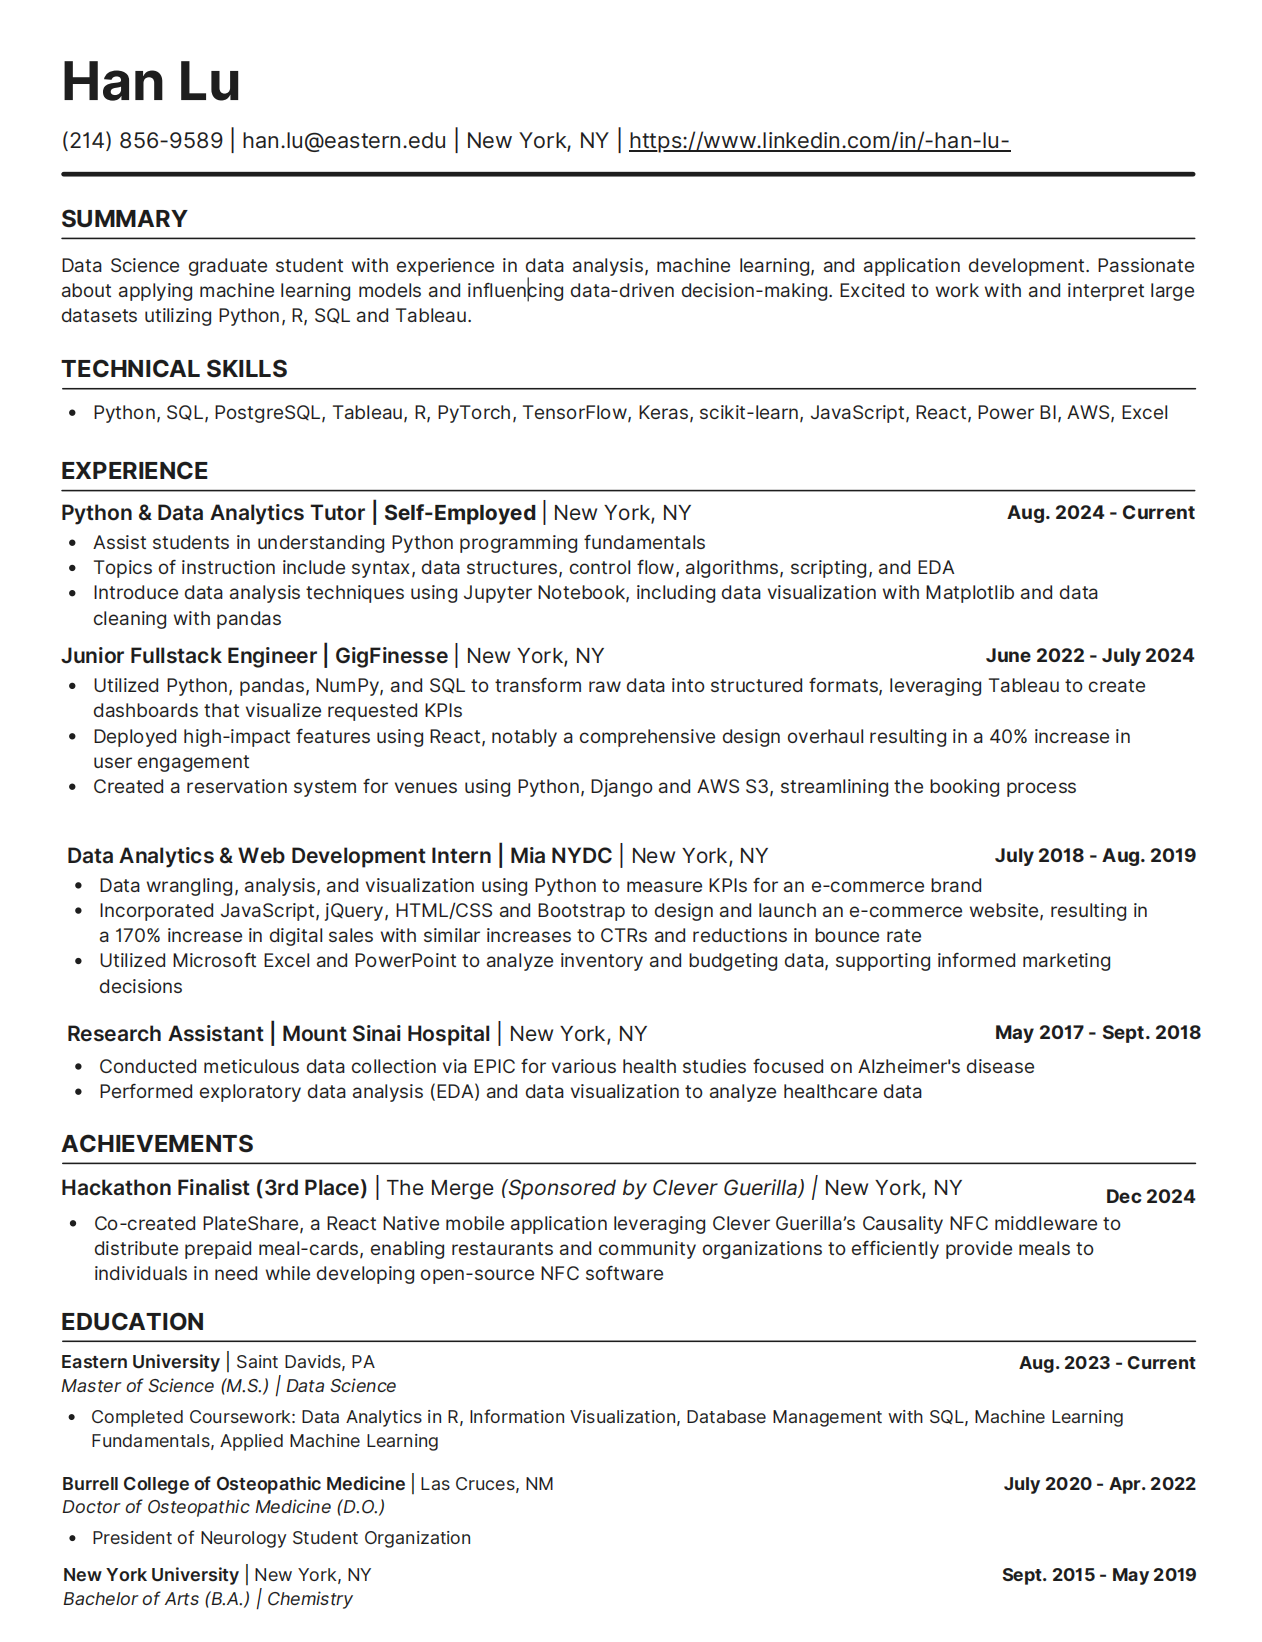 Han Lu
(214) 856-9589 | han.lu@eastern.edu | New York, NY | https://www.linkedin.com/in/-han-lu-
SUMMARY
Data Science graduate student with experience in data analysis, machine learning, and application development. Passionate
about applying machine learning models and influencing data-driven decision-making. Excited to work with and interpret large
datasets utilizing Python, R, SQL and Tableau.
TECHNICAL SKILLS
• Python, SQL, PostgreSQL, Tableau, R, PyTorch, TensorFlow, Keras, scikit-learn, JavaScript, React, Power BI, AWS, Excel
EXPERIENCE
Python & Data Analytics Tutor | Self-Employed | New York, NY Aug. 2024 - Current
• Assist students in understanding Python programming fundamentals
• Topics of instruction include syntax, data structures, control flow, algorithms, scripting, and EDA
• Introduce data analysis techniques using Jupyter Notebook, including data visualization with Matplotlib and data
cleaning with pandas
Junior Fullstack Engineer | GigFinesse | New York, NY June 2022 - July 2024
• Utilized Python, pandas, NumPy, and SQL to transform raw data into structured formats, leveraging Tableau to create
dashboards that visualize requested KPIs
• Deployed high-impact features using React, notably a comprehensive design overhaul resulting in a 40% increase in
user engagement
• Created a reservation system for venues using Python, Django and AWS S3, streamlining the booking process
Data Analytics & Web Development Intern | Mia NYDC | New York, NY July 2018 - Aug. 2019
• Data wrangling, analysis, and visualization using Python to measure KPIs for an e-commerce brand
• Incorporated JavaScript, jQuery, HTML/CSS and Bootstrap to design and launch an e-commerce website, resulting in
a 170% increase in digital sales with similar increases to CTRs and reductions in bounce rate
• Utilized Microsoft Excel and PowerPoint to analyze inventory and budgeting data, supporting informed marketing
decisions
Research Assistant | Mount Sinai Hospital | New York, NY May 2017 - Sept. 2018
• Conducted meticulous data collection via EPIC for various health studies focused on Alzheimer's disease
• Performed exploratory data analysis (EDA) and data visualization to analyze healthcare data
ACHIEVEMENTS
Hackathon Finalist (3rd Place) | The Merge (Sponsored by Clever Guerilla) | New York, NY Dec 2024
• Co-created PlateShare, a React Native mobile application leveraging Clever Guerilla’s Causality NFC middleware to
distribute prepaid meal-cards, enabling restaurants and community organizations to efficiently provide meals to
individuals in need while developing open-source NFC software
EDUCATION
Eastern University | Saint Davids, PA Aug. 2023 - Current
Master of Science (M.S.) | Data Science
• Completed Coursework: Data Analytics in R, Information Visualization, Database Management with SQL, Machine Learning
Fundamentals, Applied Machine Learning
Burrell College of Osteopathic Medicine | Las Cruces, NM July 2020 - Apr. 2022
Doctor of Osteopathic Medicine (D.O.)
• President of Neurology Student Organization
New York University | New York, NY Sept. 2015 - May 2019
Bachelor of Arts (B.A.) | Chemistry